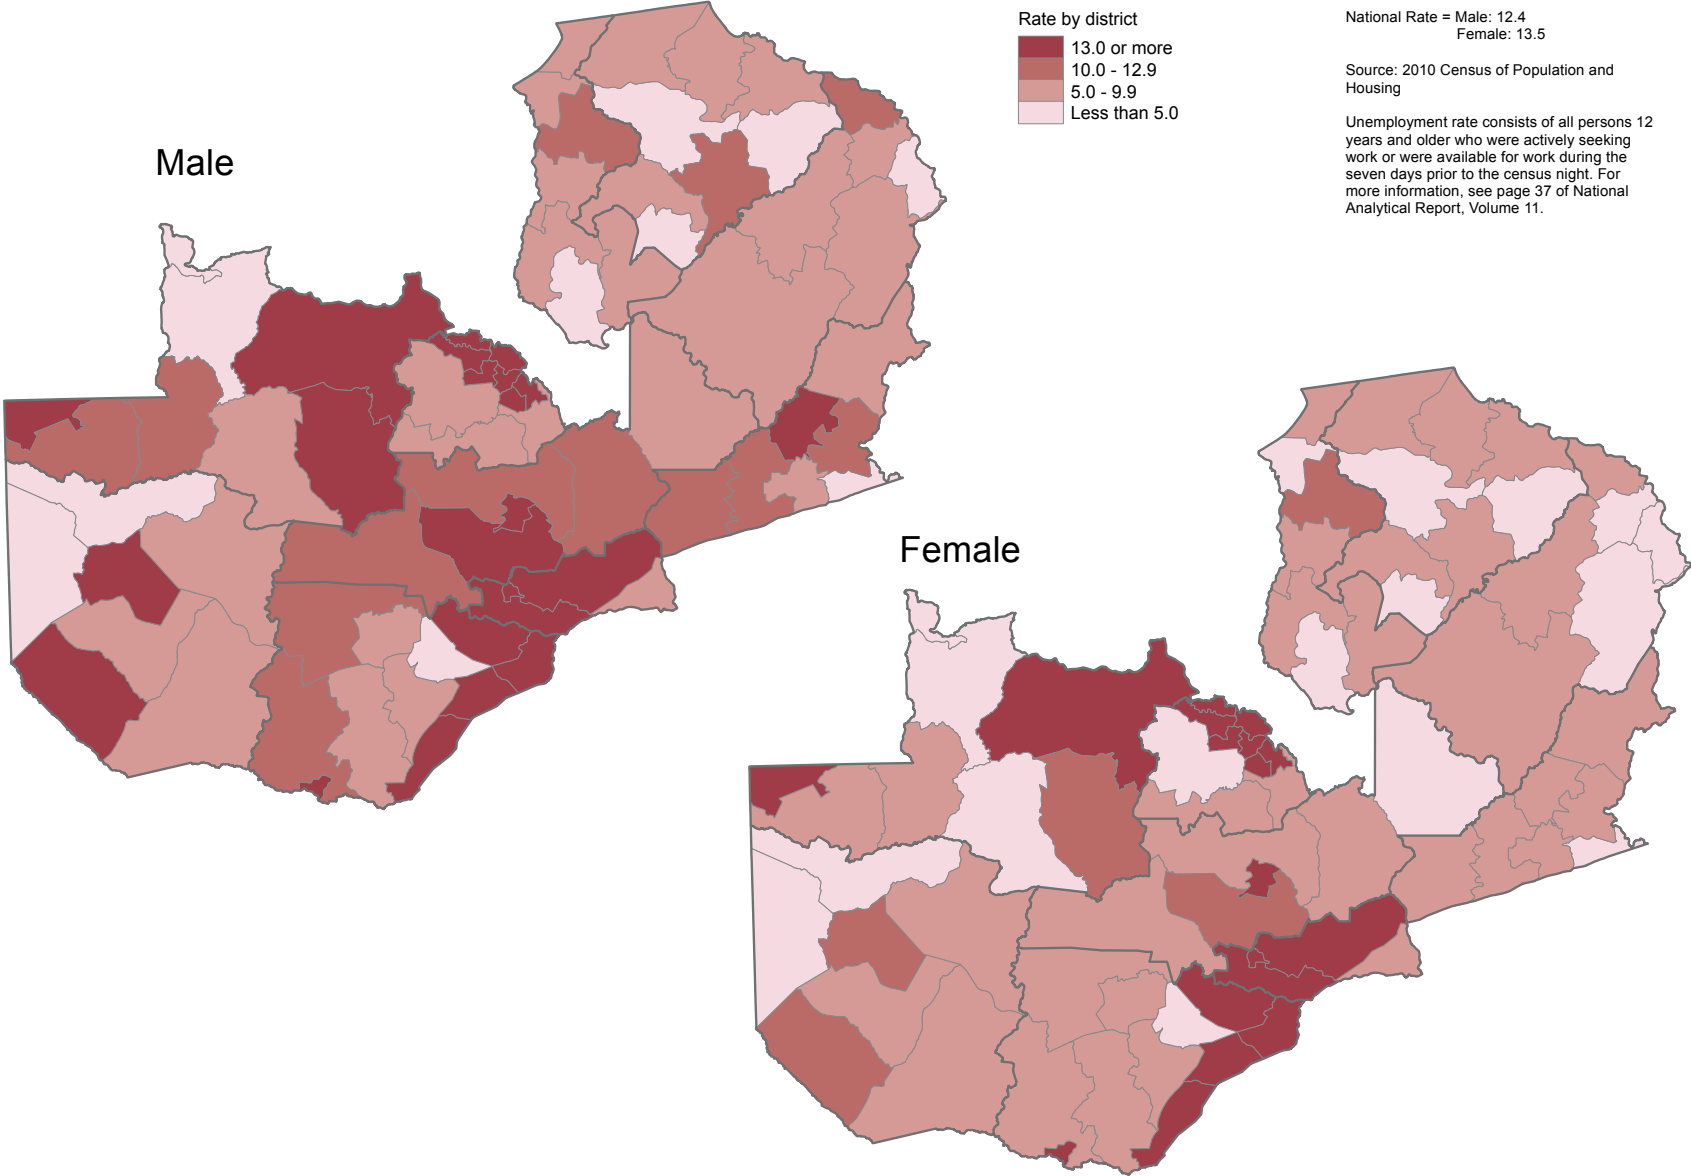 Rate by district
13.0 or more
10.0 - 12.9
5.0 - 9.9
Less than 5.0
National Rate = Male: 12.4
Female: 13.5
Source: 2010 Census of Population and
Housing
Unemployment rate consists of all persons 12
years and older who were actively seeking
work or were available for work during the
seven days prior to the census night. For
more information, see page 37 of National
Analytical Report, Volume 11.
Male
Female